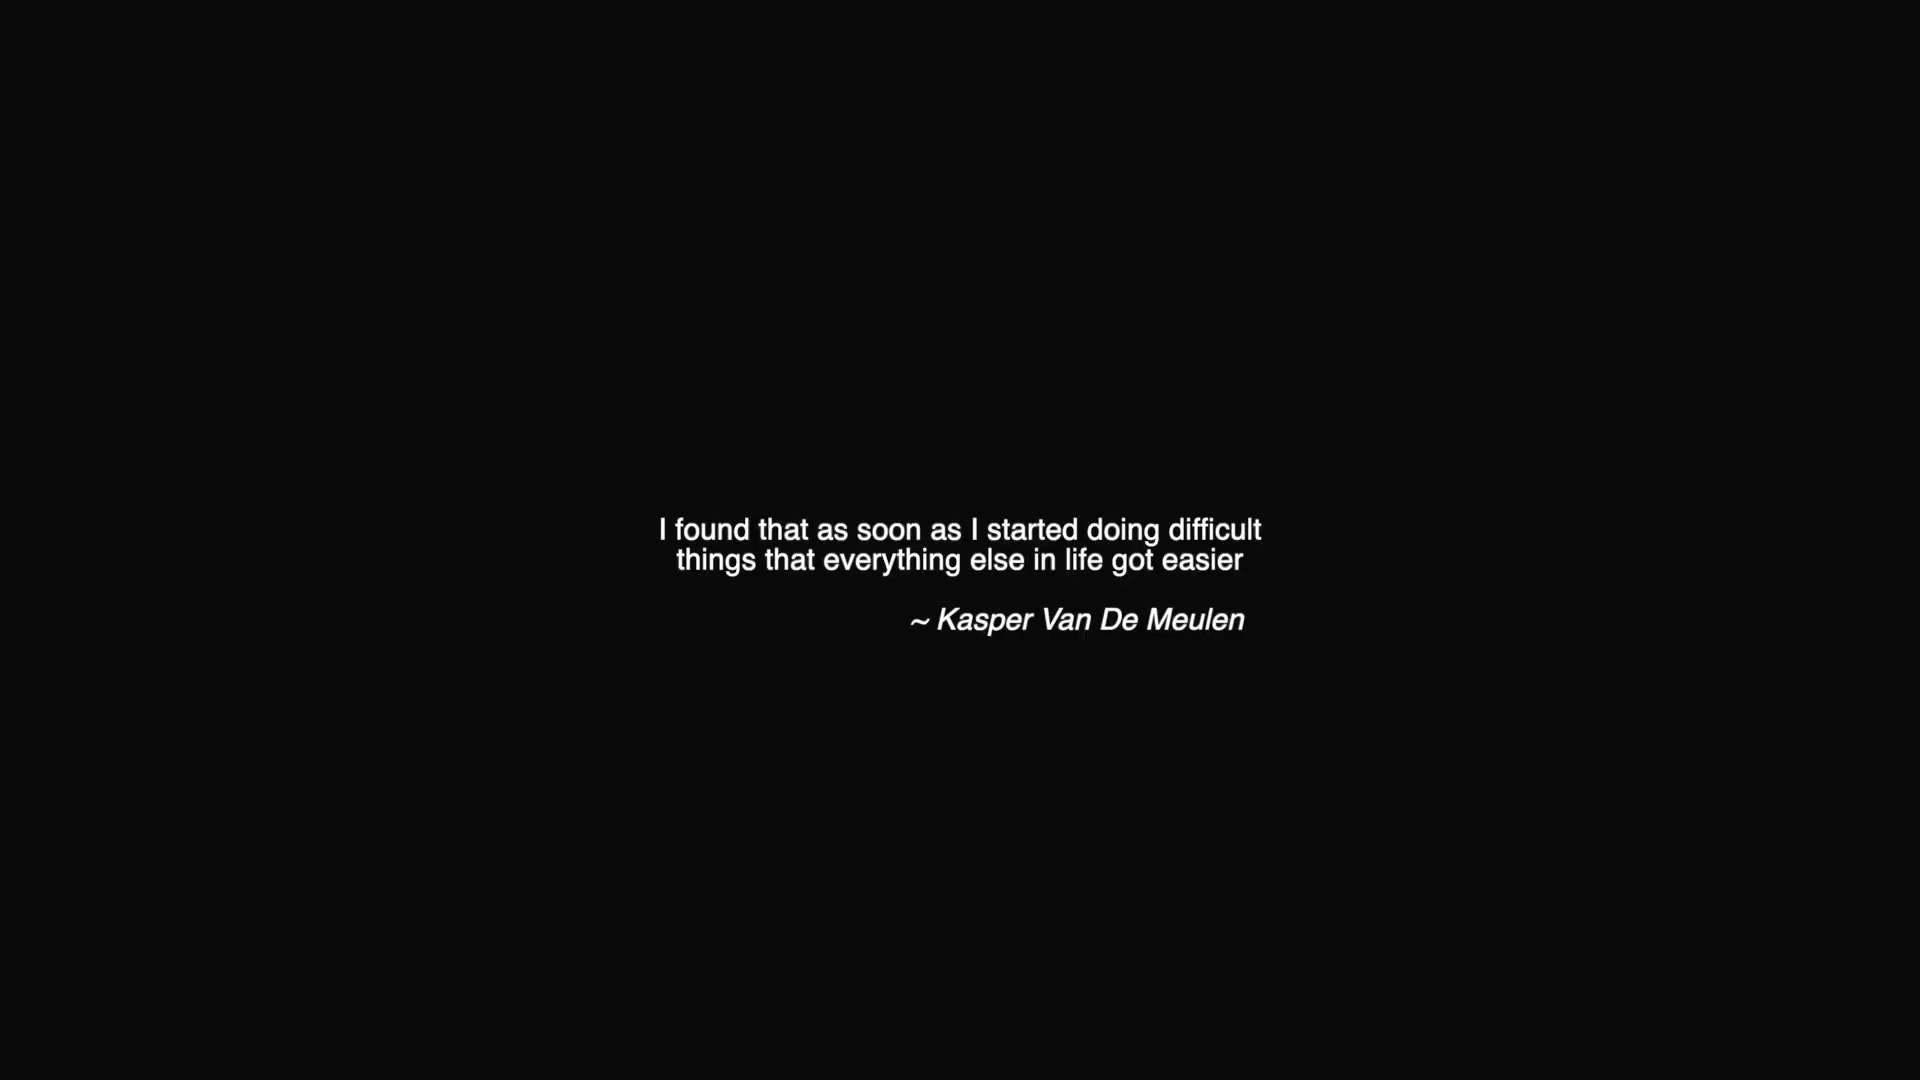 I found that as soon as I started doing difficult
things that everything else in life got easier
~ Kasper Van De Meulen